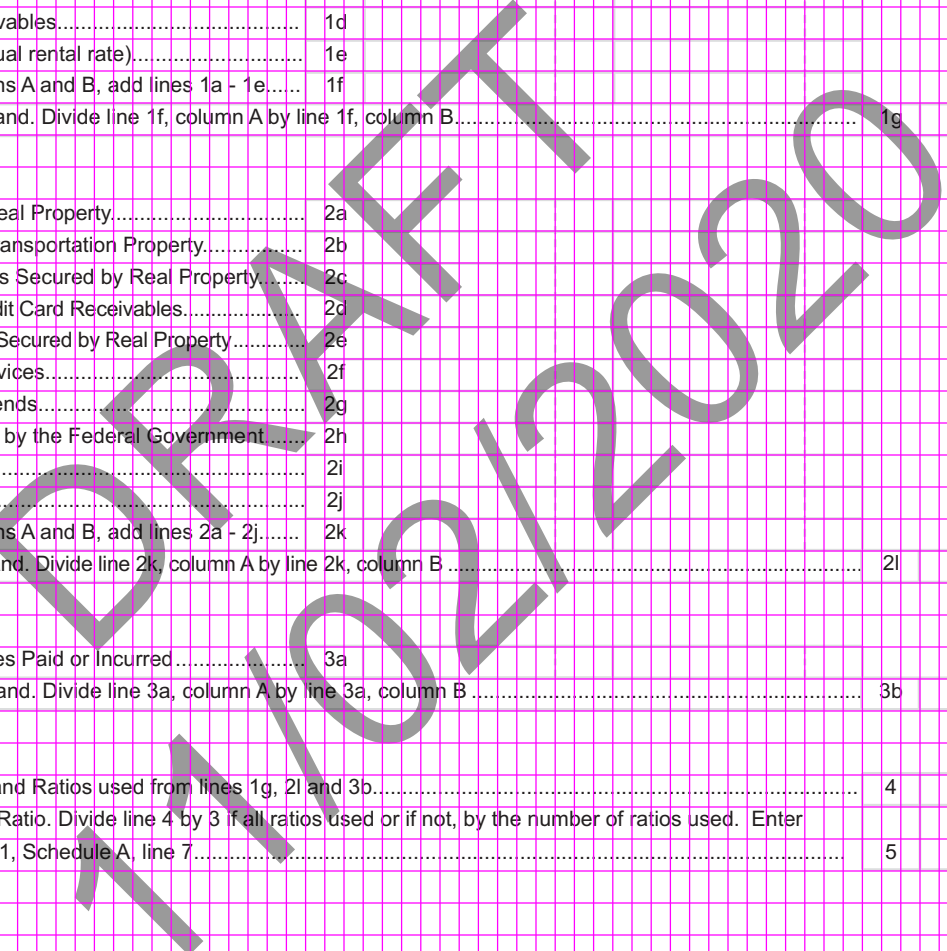 vables........................................ 1d
ual rental rate)............................ 1e
ns A and B, add lines 1a - 1e...... 1f
and. Divide line 1f, column A by line 1f, column B.................................................................. 1g
eal Property................................ 2a
ransportation Property................. 2b
s Secured by Real Property........ 2c
dit Card Receivables.................... 2d
Secured by Real Property............ 2e
vices........................................... 2f
ends............................................. 2g
by the Federal Government....... 2h
................................................... 2i
................................................... 2j
ns A and B, add lines 2a - 2j....... 2k
and. Divide line 2k, column A by line 2k, column B ...................................................................... 2l
es Paid or Incurred...................... 3a
and. Divide line 3a, column A by line 3a, column B .................................................................. 3b
and Ratios used from lines 1g, 2l and 3b................................................................................. 4
Ratio. Divide line 4 by 3 if all ratios used or if not, by the number of ratios used. Enter
1, Schedule A, line 7............................................................................................................. 5
DRAFT
11/02/2020